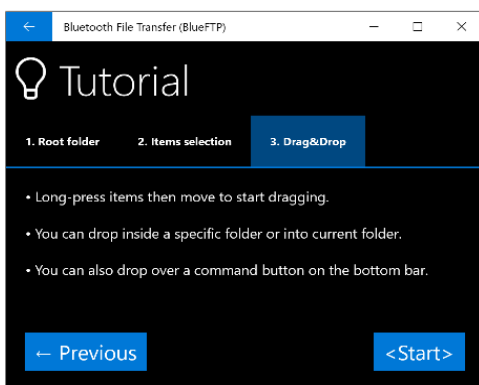 Bluetooth File Transfer (BlueFTP)
Tutorial
1. Root folder 2. Items selection 3. Drag&Drop
• Long-press items then move to start dragging.
• You can drop inside a specific folder or into current folder.
• You can also drop over a command button on the bottom bar.
← Previous <Start>